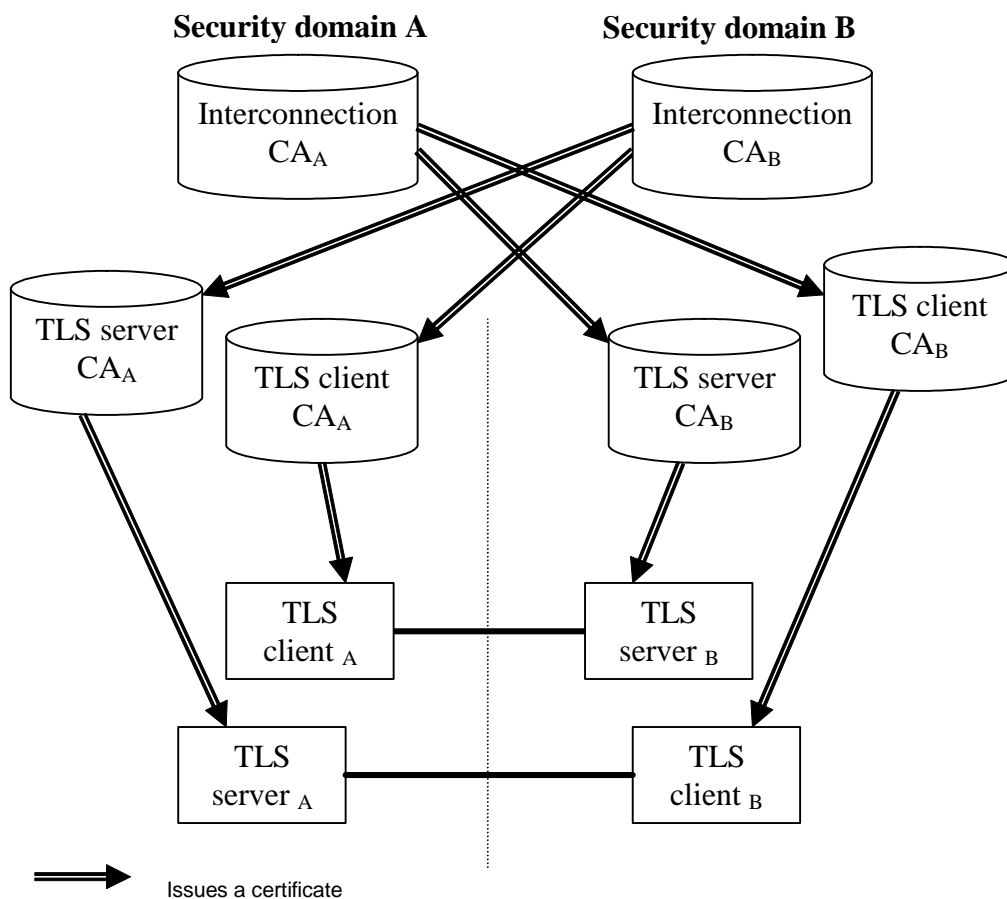 Security domain A
Security domain B
Interconnection
CAA
Interconnection
CAB
TLS server
CAA
TLS client
CAA
TLS server
CAB
TLS client
CAB
TLS
client A
TLS
server B
TLS
server A
TLS
client B
Issues a certificate